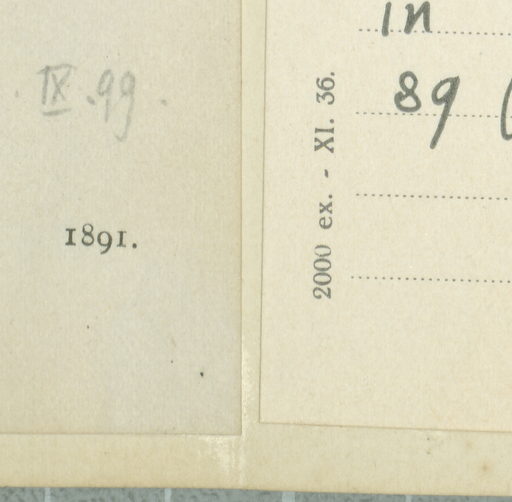 IX.99.
1891.
in
89 (
2000 ex. - XI. 36.